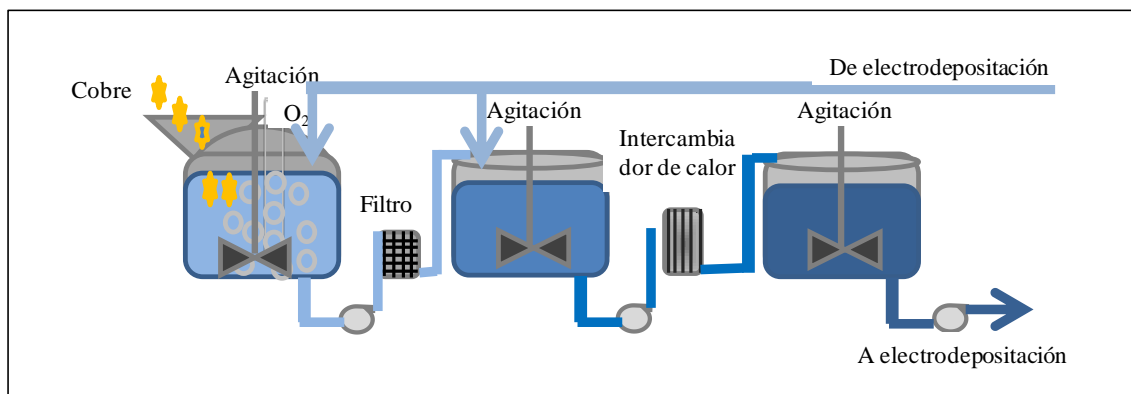 De electrodepositación
Agitación
Cobre
O2
Agitación
Agitación
Intercambia
dor de calor
Filtro
A electrodepositación